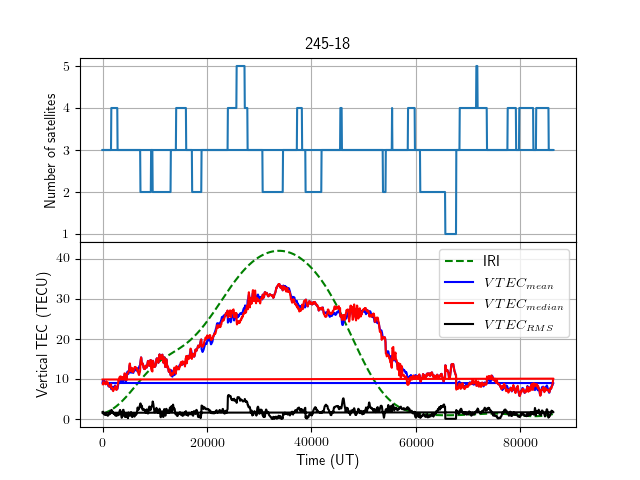 245-18
Number of satellites
5
4
3
2
1
Vertical TEC (TECU)
40
30
20
10
0
IRI
VTEC_mean
VTEC_median
VTEC_RMS
0 20000 40000 60000 80000
Time (UT)